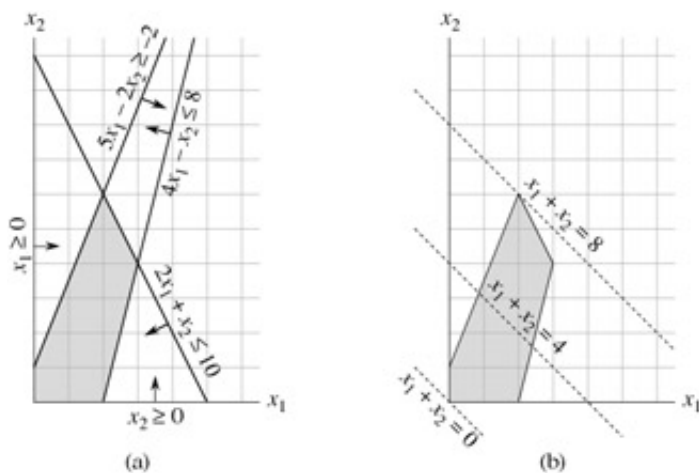 x₂
5x₁ − 2x₂ ≥ −2
4x₁ − x₂ ≤ 8
x₁ ≥ 0
2x₁ + x₂ ≤ 10
x₁
x₂ ≥ 0
(a)
x₂
x₁ + x₂ = 8
x₁ + x₂ = 4
x₁ + x₂ = 0
x₁
(b)